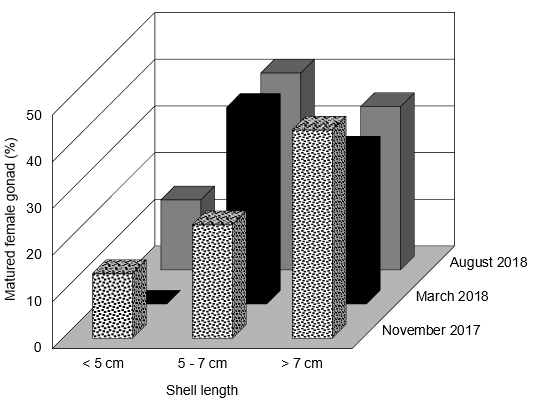 Matured female gonad (%)
50
40
30
20
10
0
< 5 cm
5 - 7 cm
> 7 cm
Shell length
August 2018
March 2018
November 2017